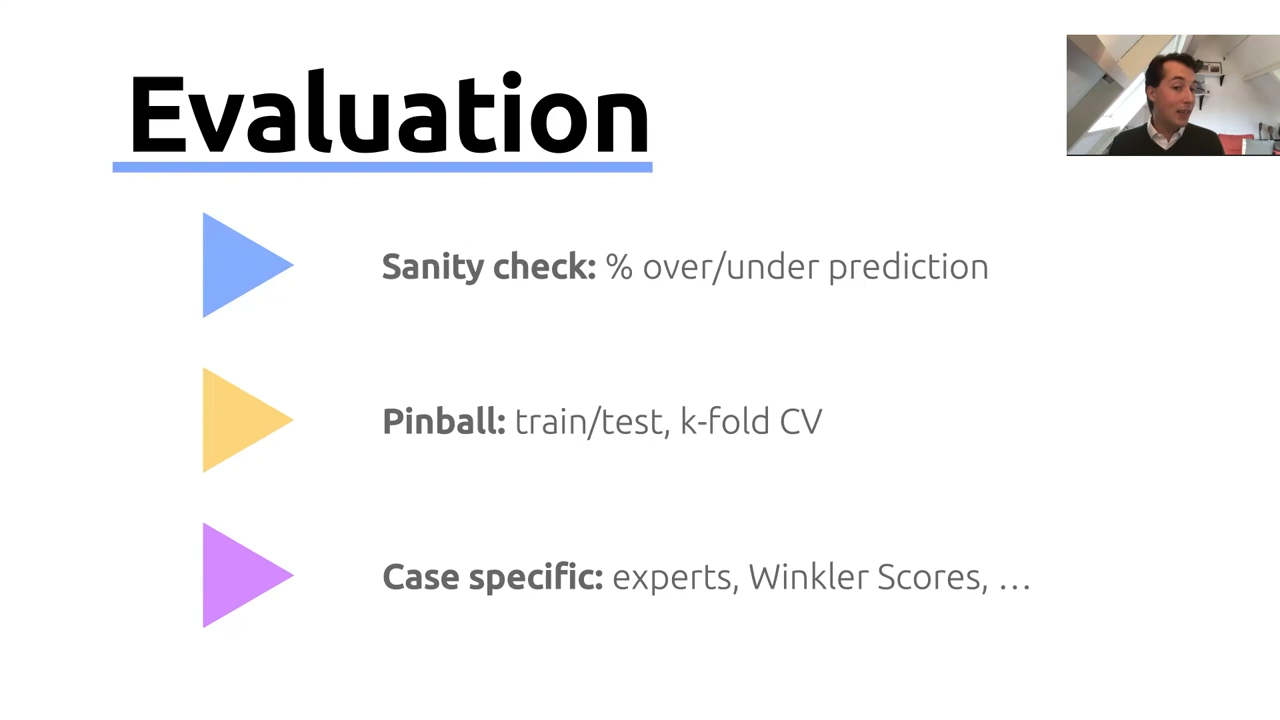 Evaluation
Sanity check: % over/under prediction
Pinball: train/test, k-fold CV
Case specific: experts, Winkler Scores, …